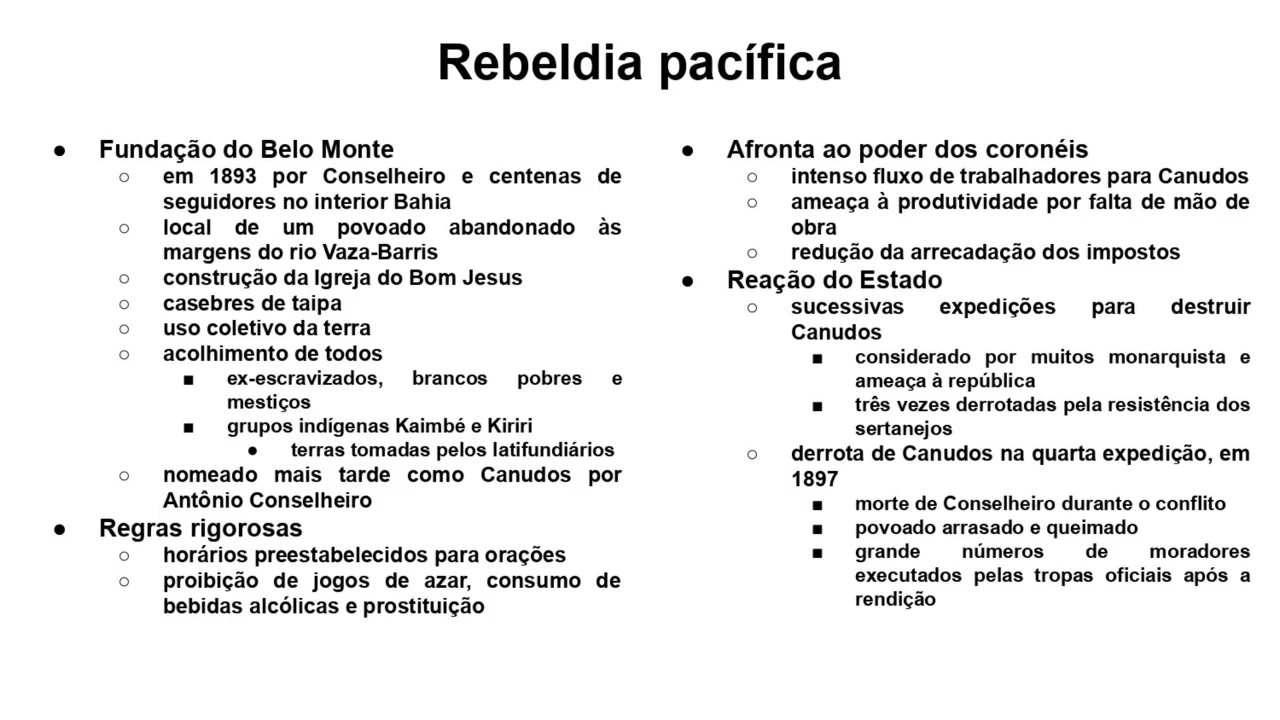 Rebeldia pacífica
● Fundação do Belo Monte
○ em 1893 por Conselheiro e centenas de
seguidores no interior Bahia
○ local de um povoado abandonado às
margens do rio Vaza-Barris
○ construção da Igreja do Bom Jesus
○ casebres de taipa
○ uso coletivo da terra
○ acolhimento de todos
■ ex-escravizados, brancos pobres e
mestiços
■ grupos indígenas Kaimbé e Kiriri
● terras tomadas pelos latifundiários
○ nomeado mais tarde como Canudos por
Antônio Conselheiro
● Regras rigorosas
○ horários preestabelecidos para orações
○ proibição de jogos de azar, consumo de
bebidas alcólicas e prostituição
● Afronta ao poder dos coronéis
○ intenso fluxo de trabalhadores para Canudos
○ ameaça à produtividade por falta de mão de
obra
○ redução da arrecadação dos impostos
● Reação do Estado
○ sucessivas expedições para destruir
Canudos
■ considerado por muitos monarquista e
ameaça à república
■ três vezes derrotadas pela resistência dos
sertanejos
○ derrota de Canudos na quarta expedição, em
1897
■ morte de Conselheiro durante o conflito
■ povoado arrasado e queimado
■ grande números de moradores
executados pelas tropas oficiais após a
rendição